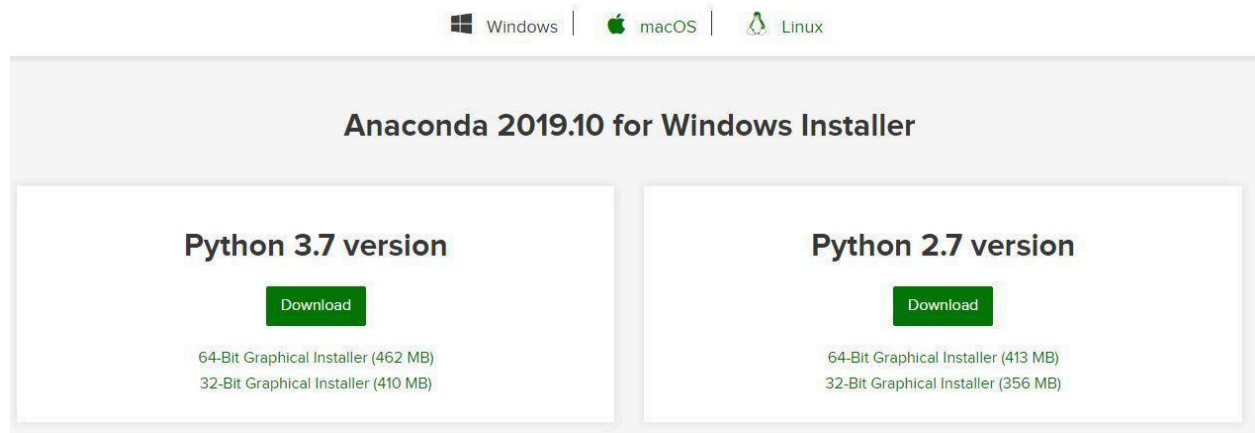 Windows macOS Linux
Anaconda 2019.10 for Windows Installer
Python 3.7 version
Download
64-Bit Graphical Installer (462 MB)
32-Bit Graphical Installer (410 MB)
Python 2.7 version
Download
64-Bit Graphical Installer (413 MB)
32-Bit Graphical Installer (356 MB)